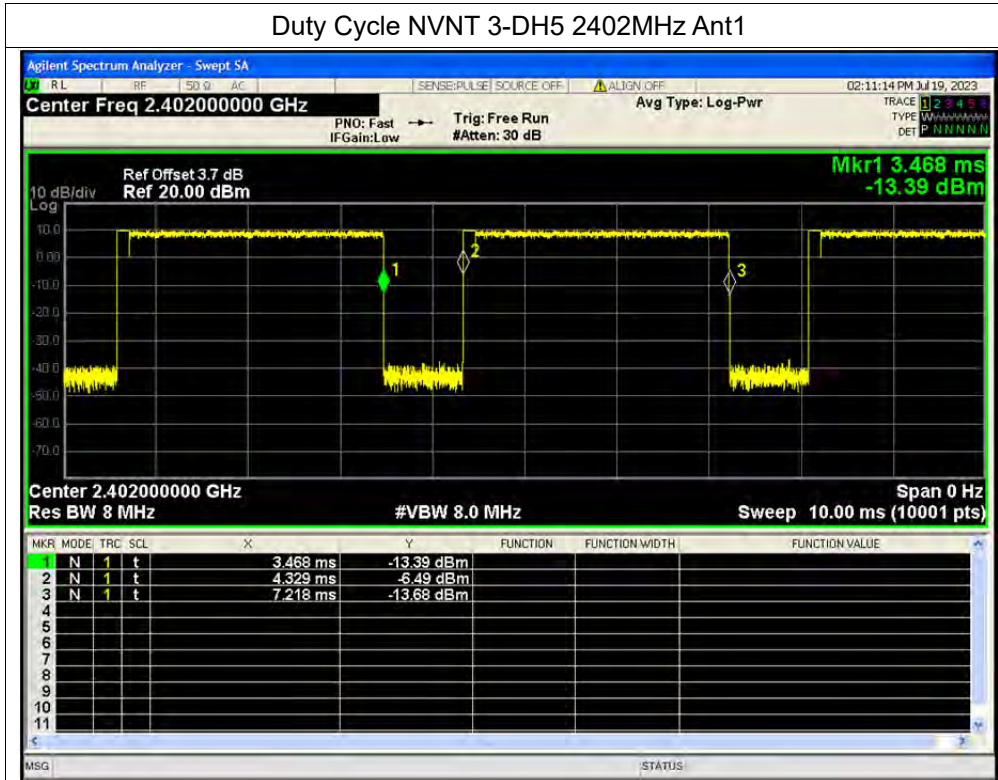 Duty Cycle NVNT 3-DH5 2402MHz Ant1
Agilent Spectrum Analyzer - Swept SA
RL RF 50 Ω AC SENSE:PULSE SOURCE OFF ALIGN OFF 02:11:14 PM Jul 19, 2023
Center Freq 2.402000000 GHz
PNO: Fast
IFGain:Low
Trig: Free Run
#Atten: 30 dB
Avg Type: Log-Pwr
TRACE 1 2 3 4 5 6
TYPE
DET P N N N N N
Ref Offset 3.7 dB
10 dB/div Ref 20.00 dBm
Log
Mkr1 3.468 ms
-13.39 dBm
10.0
0.00
-10.0
-20.0
-30.0
-40.0
-50.0
-60.0
-70.0
1
2
3
Center 2.402000000 GHz Span 0 Hz
Res BW 8 MHz #VBW 8.0 MHz Sweep 10.00 ms (10001 pts)
MKR MODE TRC SCL X Y FUNCTION FUNCTION WIDTH FUNCTION VALUE
1 N 1 t 3.468 ms -13.39 dBm
2 N 1 t 4.329 ms -6.49 dBm
3 N 1 t 7.218 ms -13.68 dBm
4
5
6
7
8
9
10
11
MSG STATUS